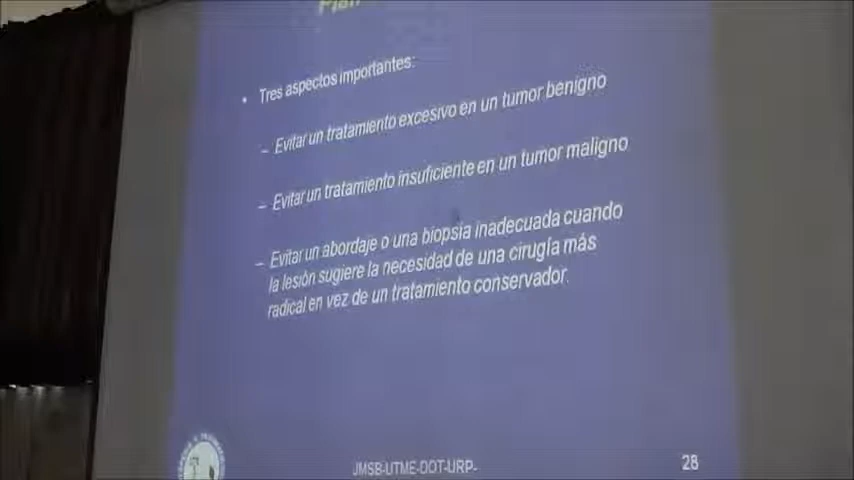 • Tres aspectos importantes:
– Evitar un tratamiento excesivo en un tumor benigno
– Evitar un tratamiento insuficiente en un tumor maligno
– Evitar un abordaje o una biopsia inadecuada cuando
la lesión sugiere la necesidad de una cirugía más
radical en vez de un tratamiento conservador.
JMSB-UTME-DOT-URP-
28